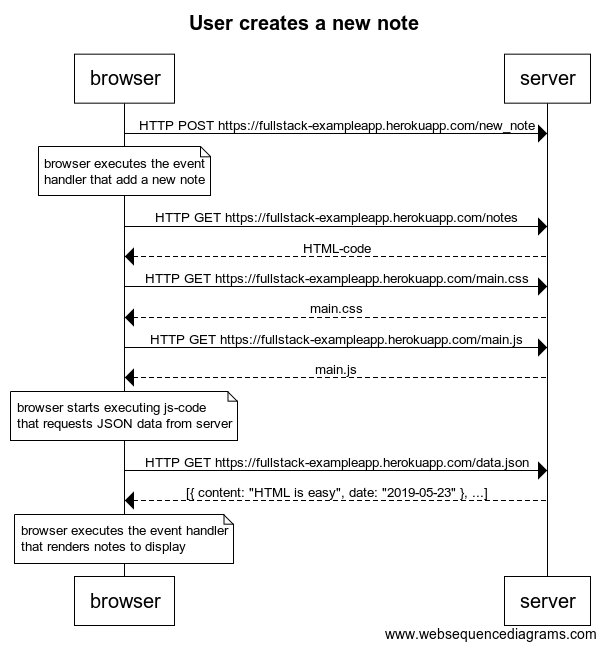 User creates a new note
browser
server
HTTP POST https://fullstack-exampleapp.herokuapp.com/new_note
browser executes the event
handler that add a new note
HTTP GET https://fullstack-exampleapp.herokuapp.com/notes
HTML-code
HTTP GET https://fullstack-exampleapp.herokuapp.com/main.css
main.css
HTTP GET https://fullstack-exampleapp.herokuapp.com/main.js
main.js
browser starts executing js-code
that requests JSON data from server
HTTP GET https://fullstack-exampleapp.herokuapp.com/data.json
[{ content: "HTML is easy", date: "2019-05-23" }, ...]
browser executes the event handler
that renders notes to display
browser
server
www.websequencediagrams.com